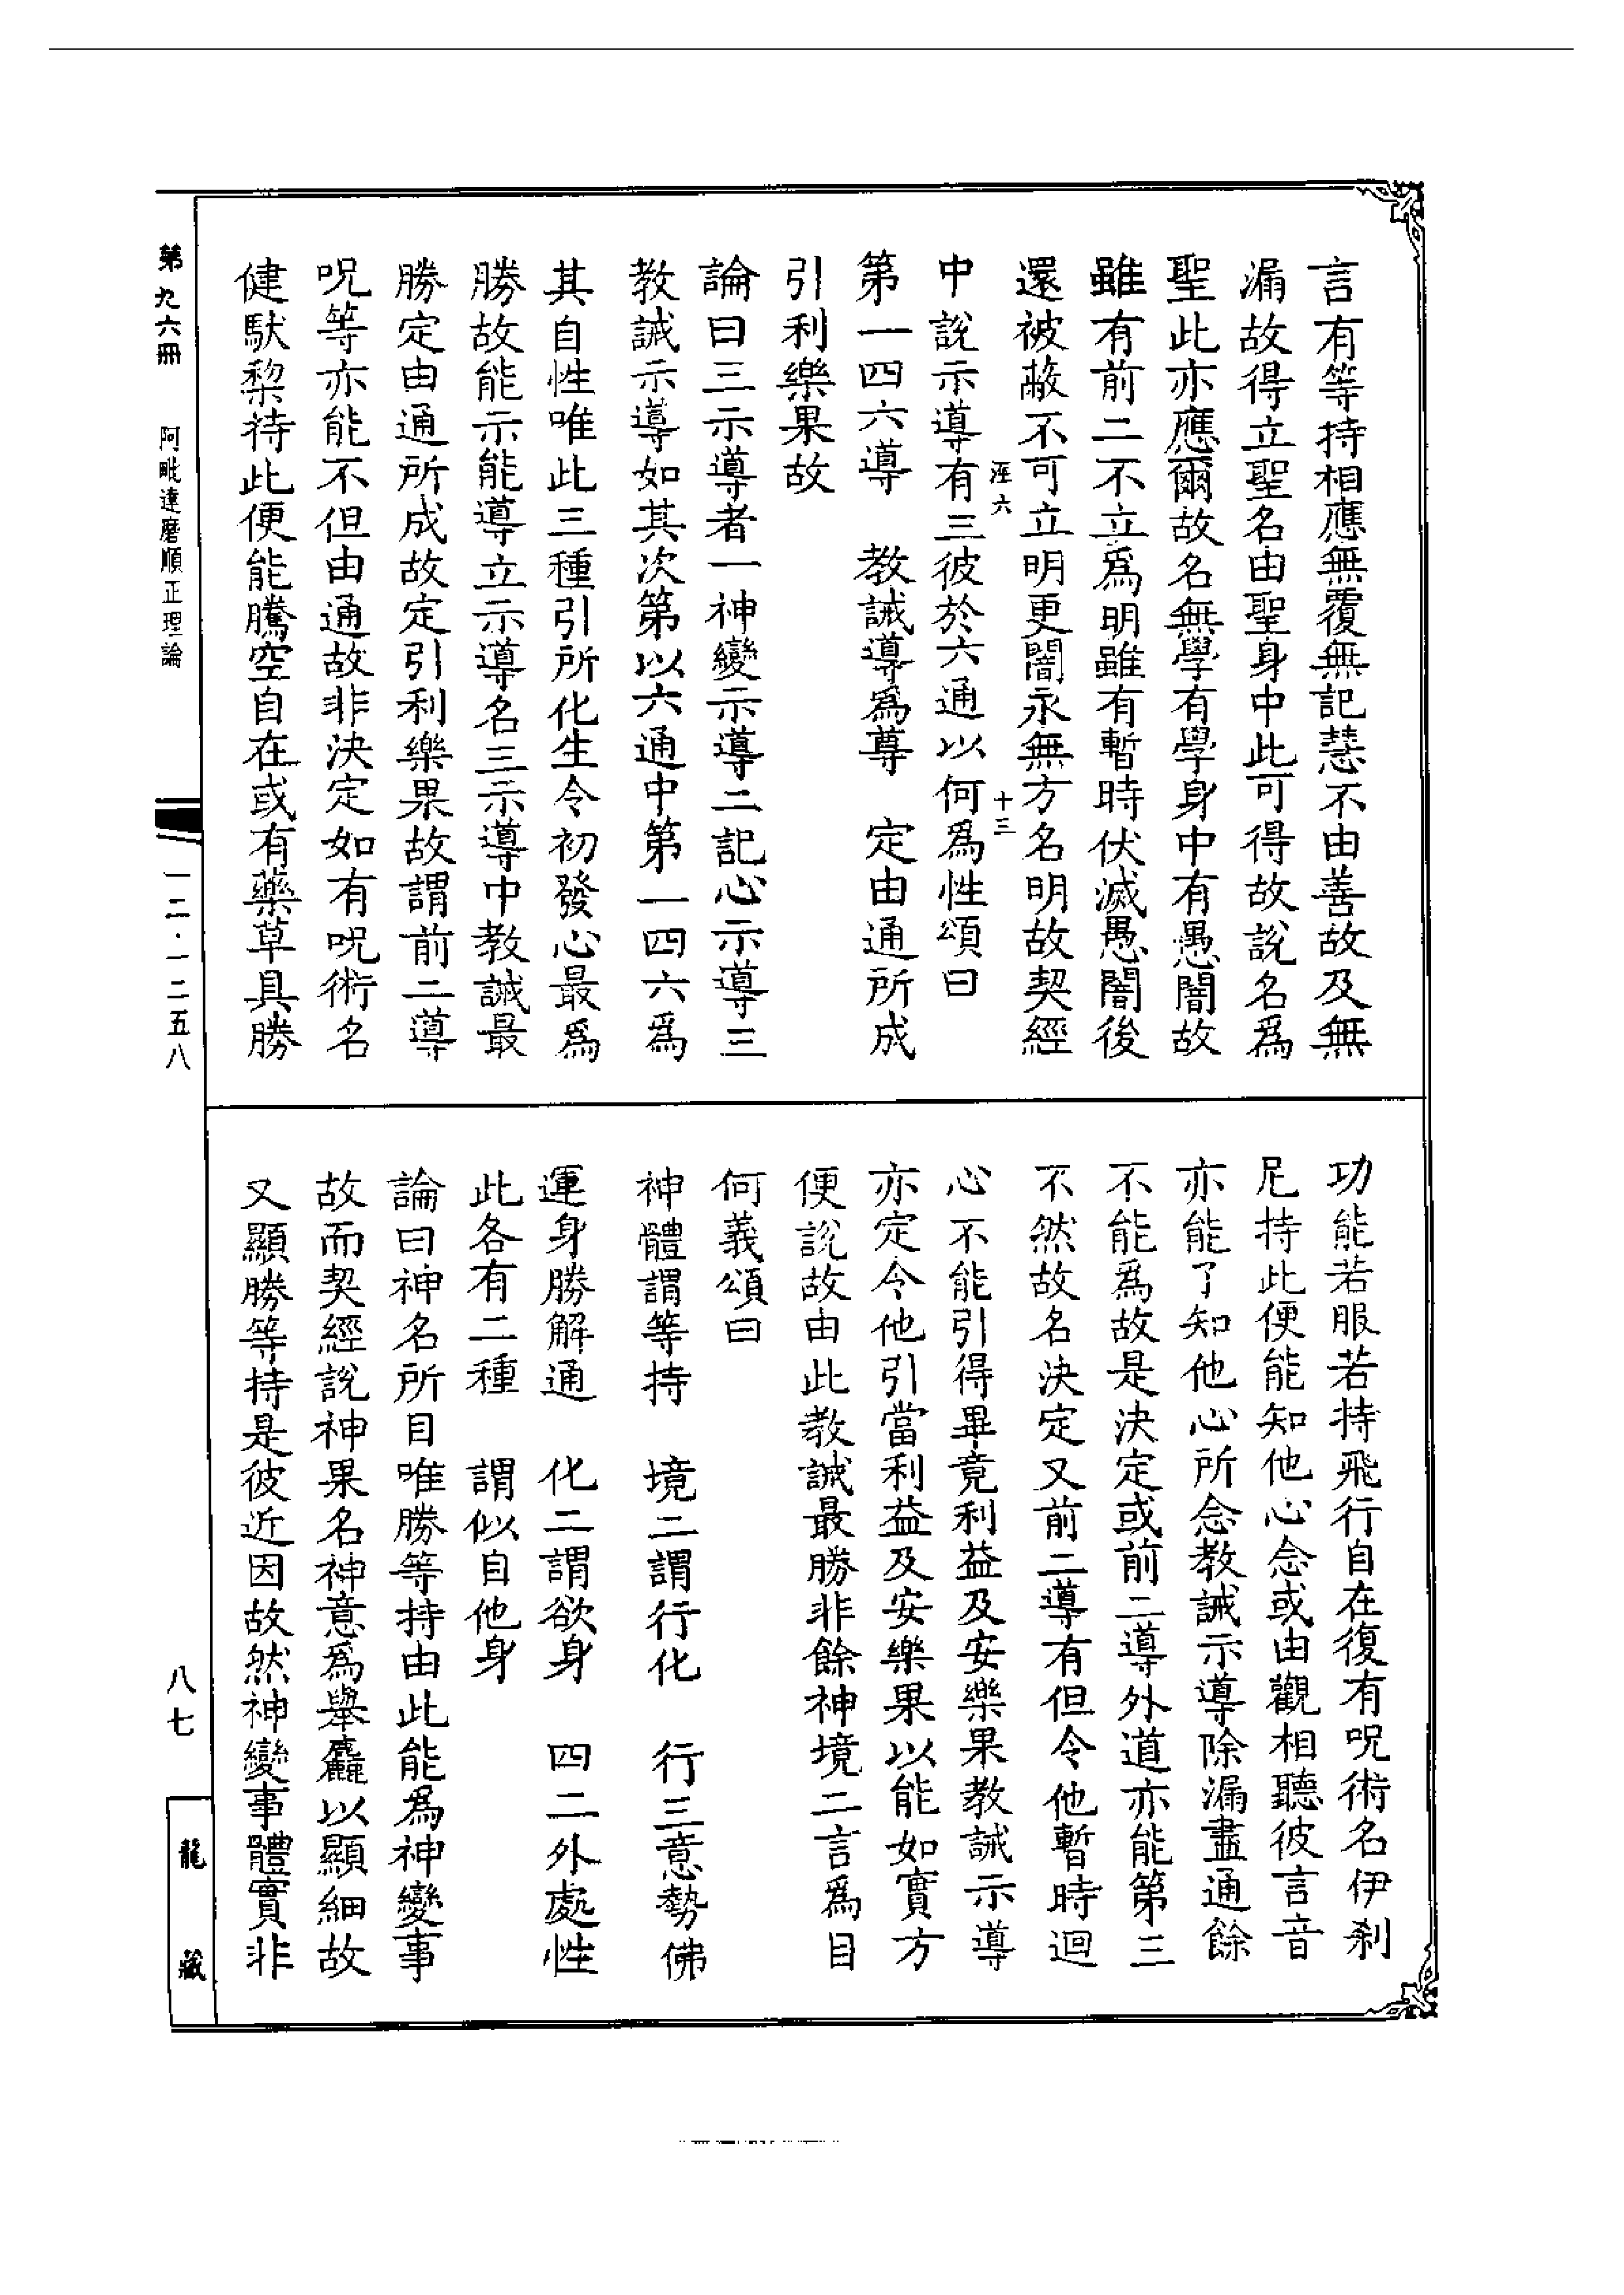 言有等持相應無覆無記慧不由善故及無
漏故得立聖名由聖身中此可得故說名爲
聖此亦應爾故名無學有學身中有愚闇故
雖有前二不立爲明雖有暫時伏滅愚闇後
還被蔽不可立明更闇永無方名明故契經
中說示導有三彼於六通以何爲性頌曰
第一四六導　教誡導爲尊　定由通所成
引利樂果故
論曰三示導者一神變示導二記心示導三
教誡示導如其次第以六通中第一四六爲
其自性唯此三種引所化生令初發心最爲
勝故能示能導立示導名三示導中教誡最
勝定由通所成故定引利樂果故謂前二導
呪等亦能不但由通故非決定如有呪術名
健馱棃持此便能騰空自在或有藥草具勝
功能若服若持飛行自在復有呪術名伊剎
尼持此便能知他心念或由觀相聽彼言音
亦能了知他心所念教誡示導除漏盡通餘
不能爲故是決定或前二導外道亦能第三
不然故名決定又前二導有但令他暫時迴
心不能引得畢竟利益及安樂果教誡示導
亦定令他引當利益及安樂果以能如實方
便說故由此教誡最勝非餘神境二言爲目
何義頌曰
神體謂等持　境二謂行化　行三意勢佛
運身勝解通　化二謂欲身　四二外處性
此各有二種　謂似自他身
論曰神名所目唯勝等持由此能爲神變事
故而契經說神果名神意爲舉麤以顯細故
又顯勝等持是彼近因故然神變事體實非
第九六冊　阿毗達磨順正理論
一二·一二五八
八七
龍藏
十三